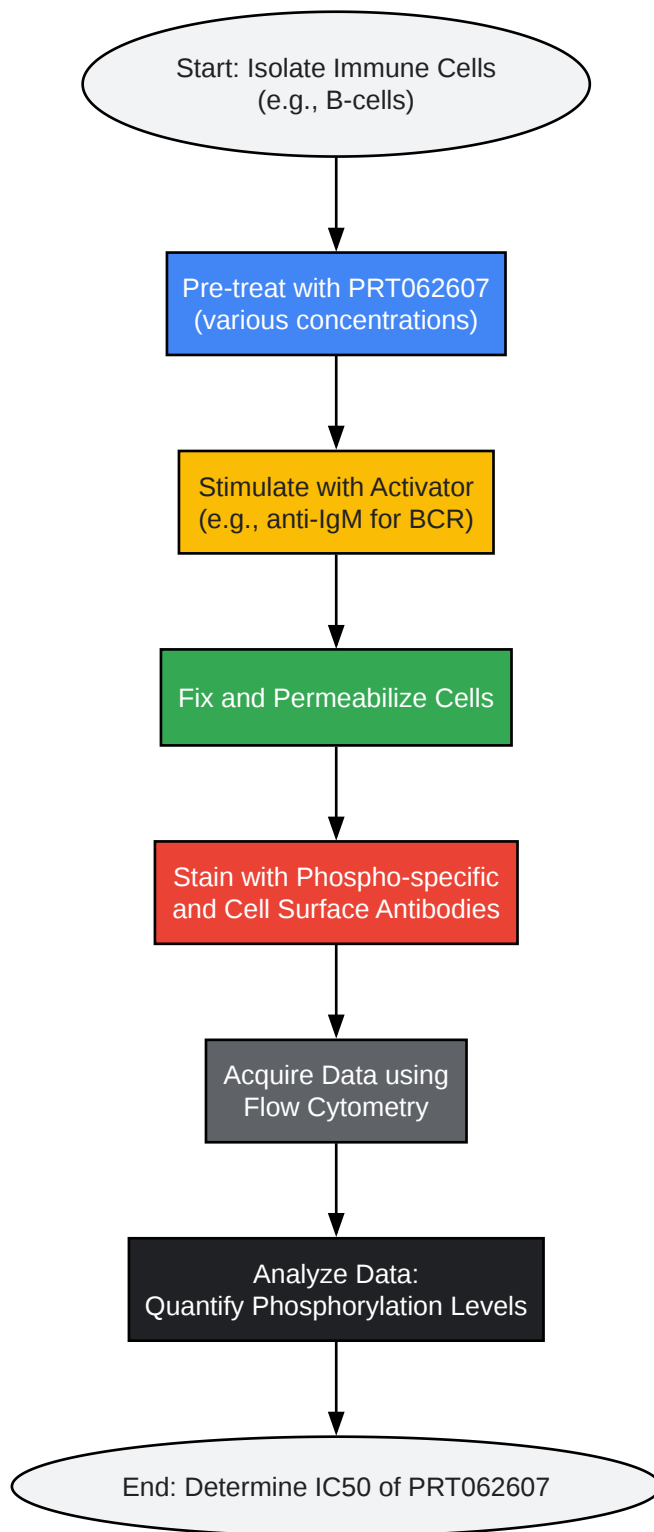 Start: Isolate Immune Cells
(e.g., B-cells)
Pre-treat with PRT062607
(various concentrations)
Stimulate with Activator
(e.g., anti-IgM for BCR)
Fix and Permeabilize Cells
Stain with Phospho-specific
and Cell Surface Antibodies
Acquire Data using
Flow Cytometry
Analyze Data:
Quantify Phosphorylation Levels
End: Determine IC50 of PRT062607